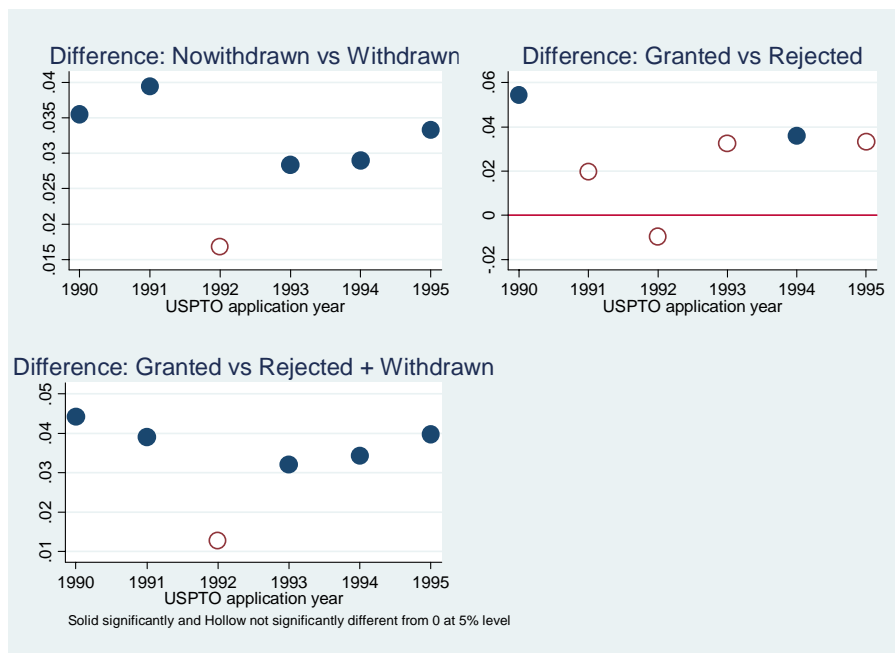 Difference: Nowithdrawn vs Withdrawn
.04
.035
.03
.025
.02
.015
1990 1991 1992 1993 1994 1995
USPTO application year
Difference: Granted vs Rejected
.06
.04
.02
0
-.02
1990 1991 1992 1993 1994 1995
USPTO application year
Difference: Granted vs Rejected + Withdrawn
.05
.04
.03
.02
.01
1990 1991 1992 1993 1994 1995
USPTO application year
Solid significantly and Hollow not significantly different from 0 at 5% level